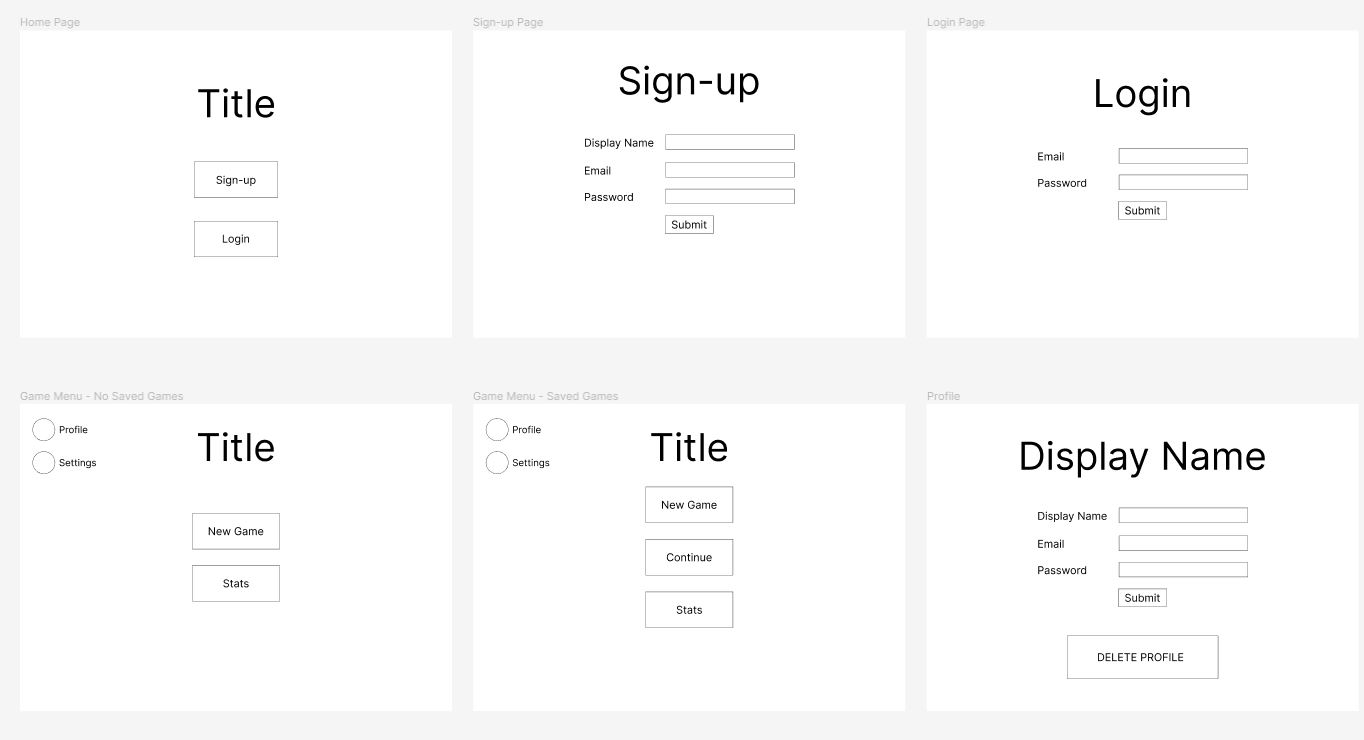 Home Page
Title
Sign-up
Login
Sign-up Page
Sign-up
Display Name
Email
Password
Submit
Login Page
Login
Email
Password
Submit
Game Menu - No Saved Games
Profile
Settings
Title
New Game
Stats
Game Menu - Saved Games
Profile
Settings
Title
New Game
Continue
Stats
Profile
Display Name
Display Name
Email
Password
Submit
DELETE PROFILE